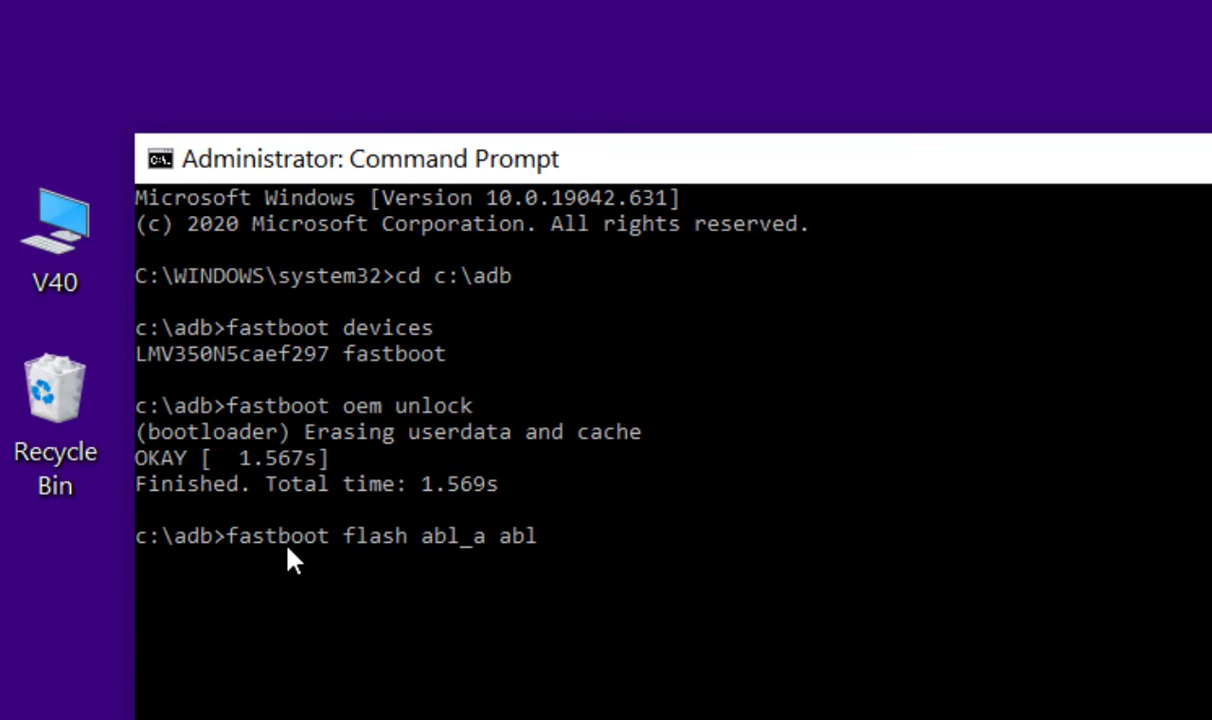 Administrator: Command Prompt
Microsoft Windows [Version 10.0.19042.631]
(c) 2020 Microsoft Corporation. All rights reserved.
C:\WINDOWS\system32>cd c:\adb
c:\adb>fastboot devices
LMV350N5caef297 fastboot
c:\adb>fastboot oem unlock
(bootloader) Erasing userdata and cache
OKAY [  1.567s]
Finished. Total time: 1.569s
c:\adb>fastboot flash abl_a abl
V40
Recycle
Bin